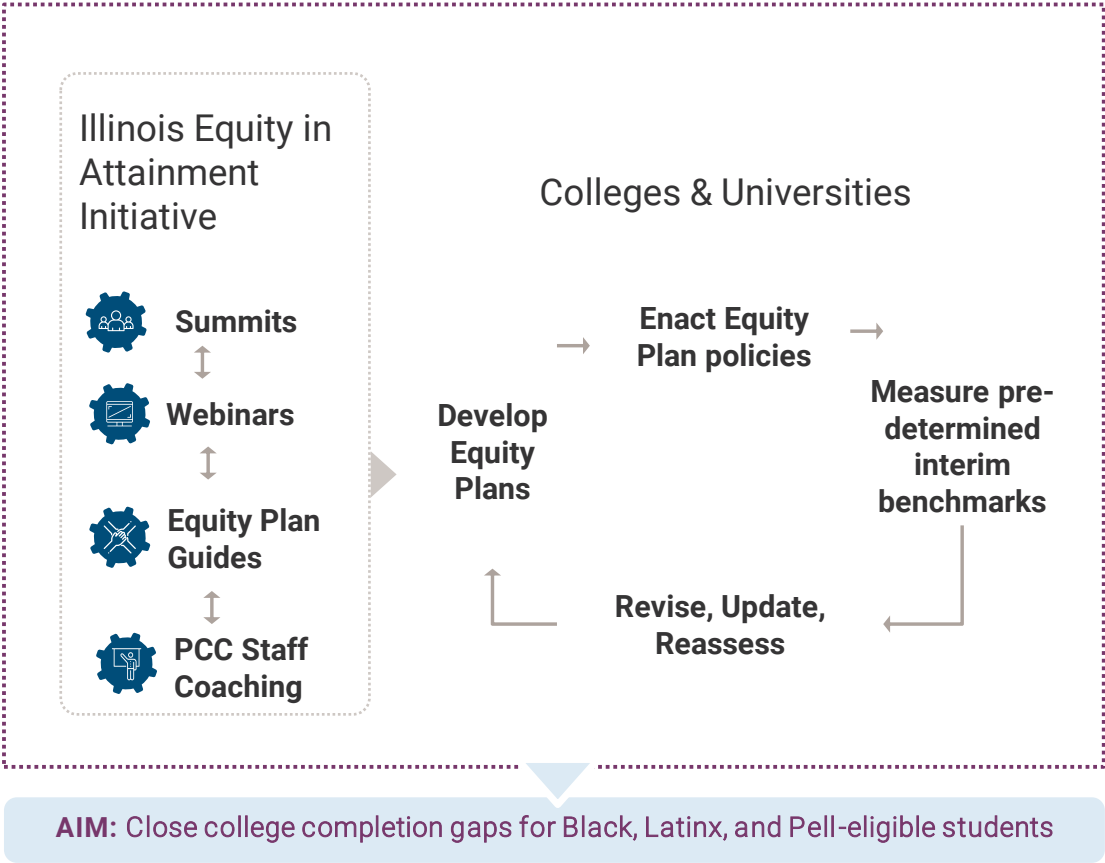 Illinois Equity in
Attainment
Initiative
Summits
Webinars
Equity Plan
Guides
PCC Staff
Coaching
Colleges & Universities
Develop
Equity
Plans
Enact Equity
Plan policies
Measure pre-
determined
interim
benchmarks
Revise, Update,
Reassess
AIM: Close college completion gaps for Black, Latinx, and Pell-eligible students